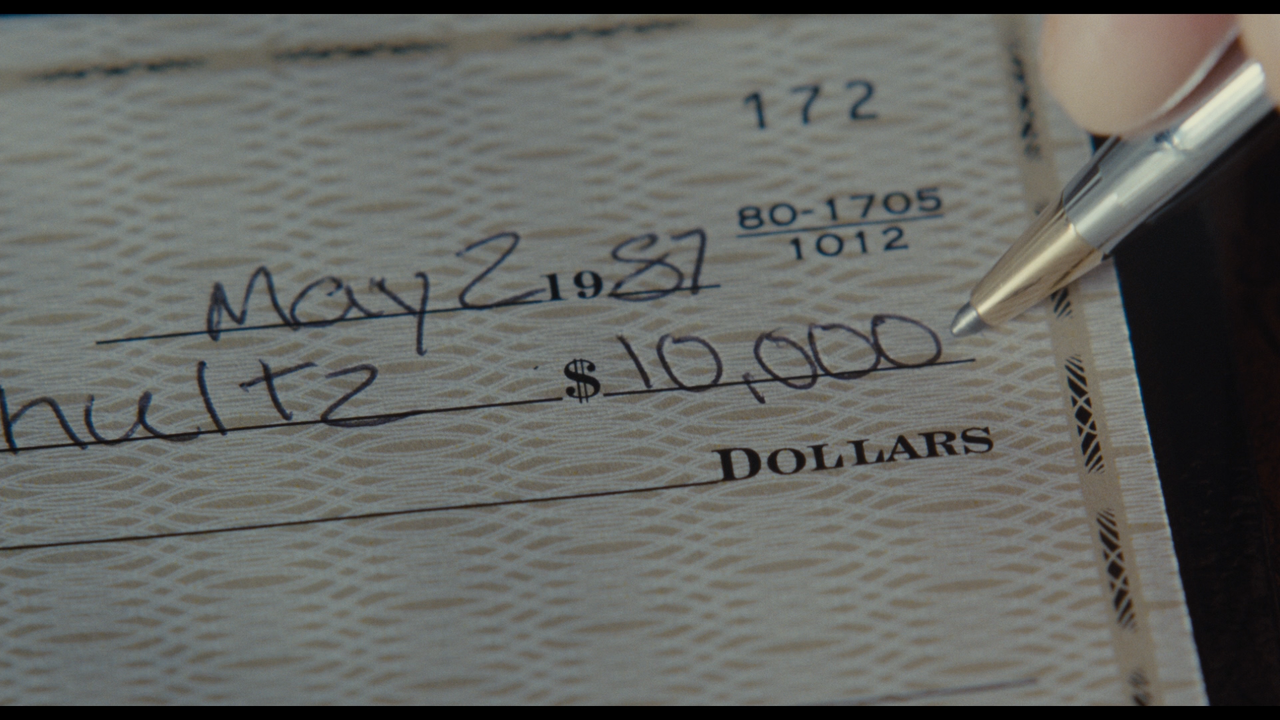 172
80-1705
1012
May 2 1987
hultz $10,000
DOLLARS